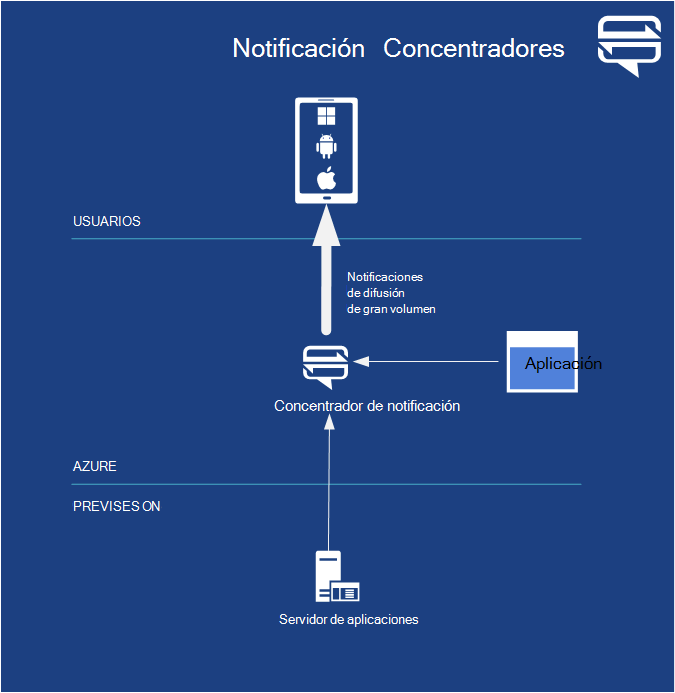 Notificación Concentradores
USUARIOS
Notificaciones
de difusión
de gran volumen
Aplicación
Concentrador de notificación
AZURE
PREVISES ON
Servidor de aplicaciones